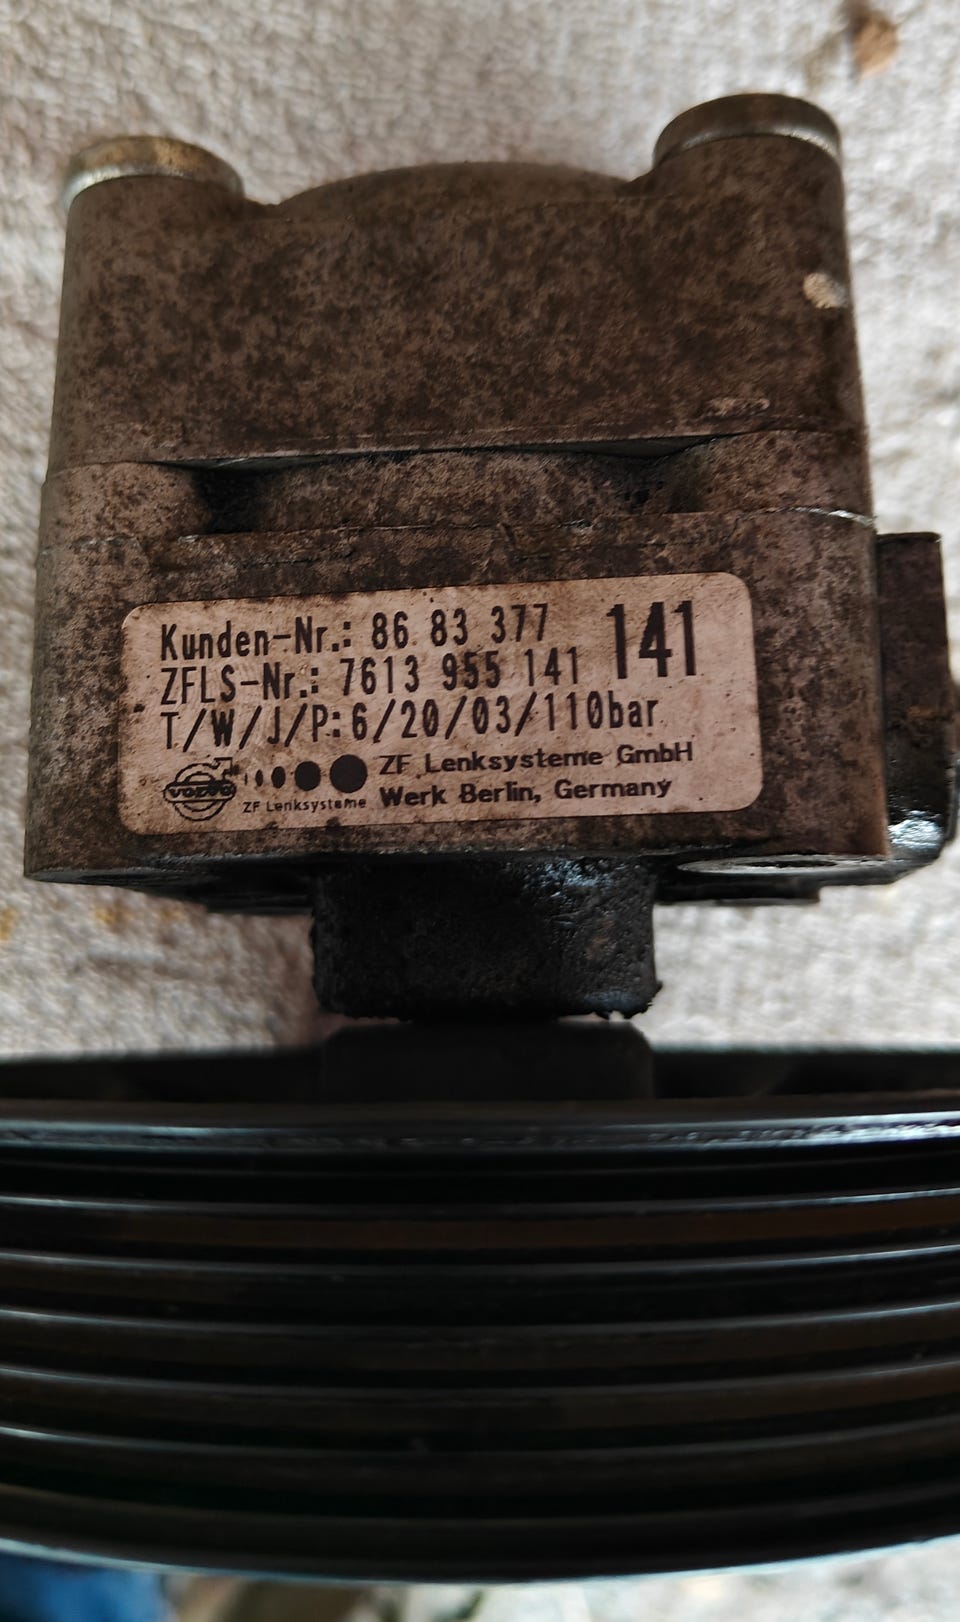 Kunden-Nr.: 86 83 377
141
ZFLS-Nr.: 7613 955 141
T/W/J/P:6/20/03/110bar
VOLVO
ZF Lenksysteme
ZF Lenksysteme GmbH
Werk Berlin, Germany